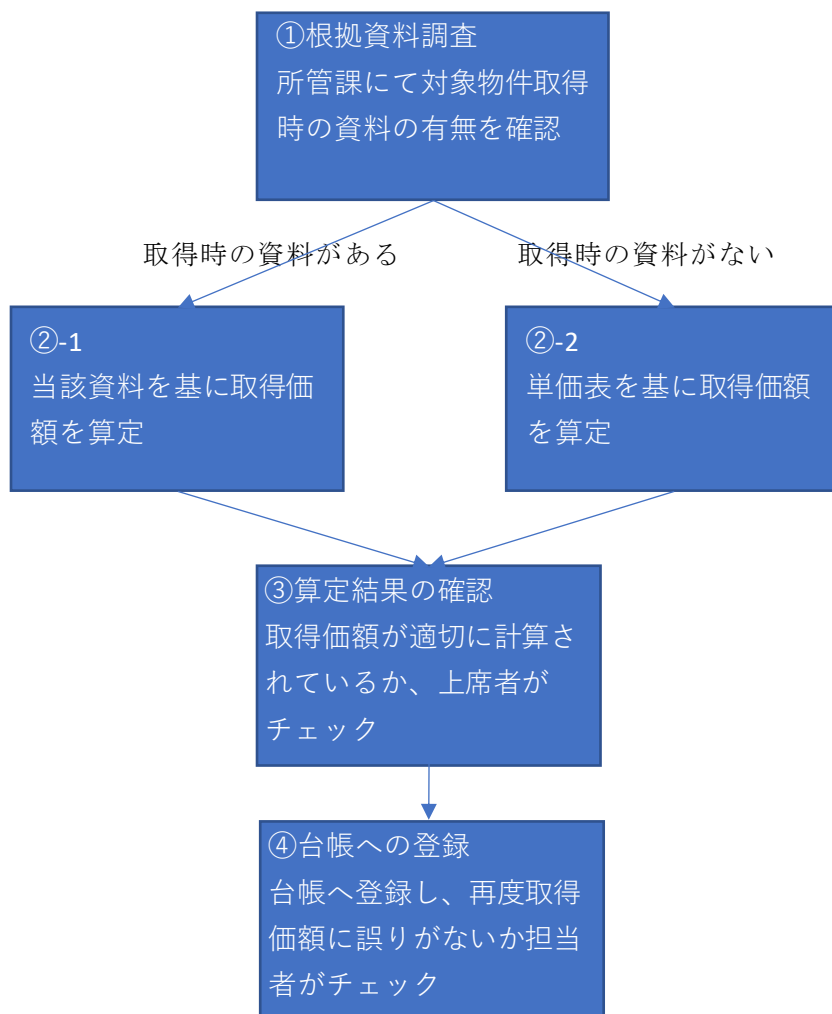 ①根拠資料調査
所管課にて対象物件取得
時の資料の有無を確認
取得時の資料がある
取得時の資料がない
②-1
当該資料を基に取得価
額を算定
②-2
単価表を基に取得価額
を算定
③算定結果の確認
取得価額が適切に計算さ
れているか、上席者が
チェック
④台帳への登録
台帳へ登録し、再度取得
価額に誤りがないか担当
者がチェック